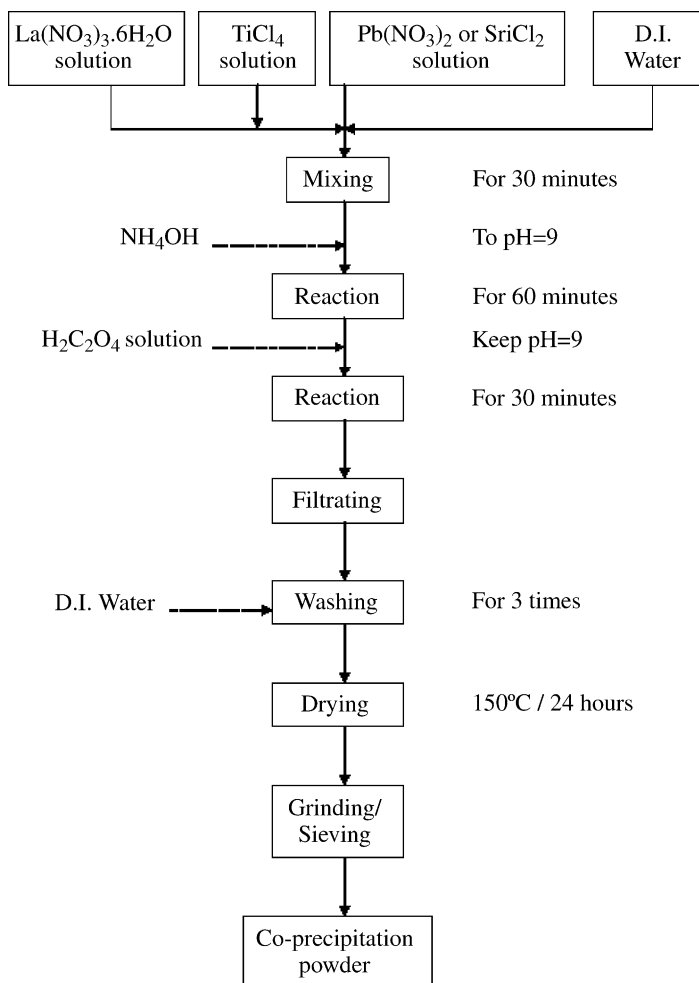 La(NO₃)₃.6H₂O
solution
TiCl₄
solution
Pb(NO₃)₂ or SriCl₂
solution
D.I.
Water
Mixing
For 30 minutes
NH₄OH
To pH=9
Reaction
For 60 minutes
H₂C₂O₄ solution
Keep pH=9
Reaction
For 30 minutes
Filtrating
D.I. Water
Washing
For 3 times
Drying
150ºC / 24 hours
Grinding/
Sieving
Co-precipitation
powder